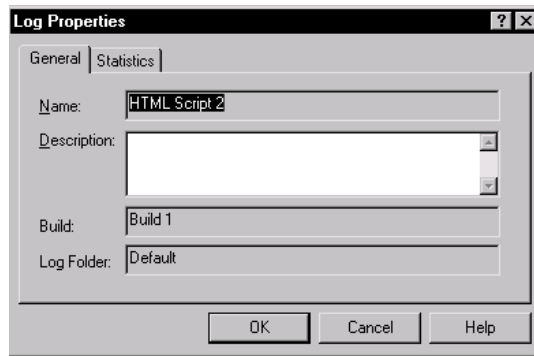 Log Properties
General Statistics
Name: HTML Script 2
Description:
Build: Build 1
Log Folder: Default
OK Cancel Help